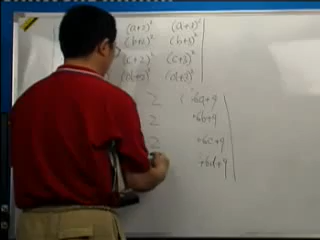 (a+2)² (a+3)²
(b+2)² (b+3)²
(c+2)² (c+3)²
(d+2)² (d+3)²
2 +6a+9
2 +6b+9
2 +6c+9
+6d+9